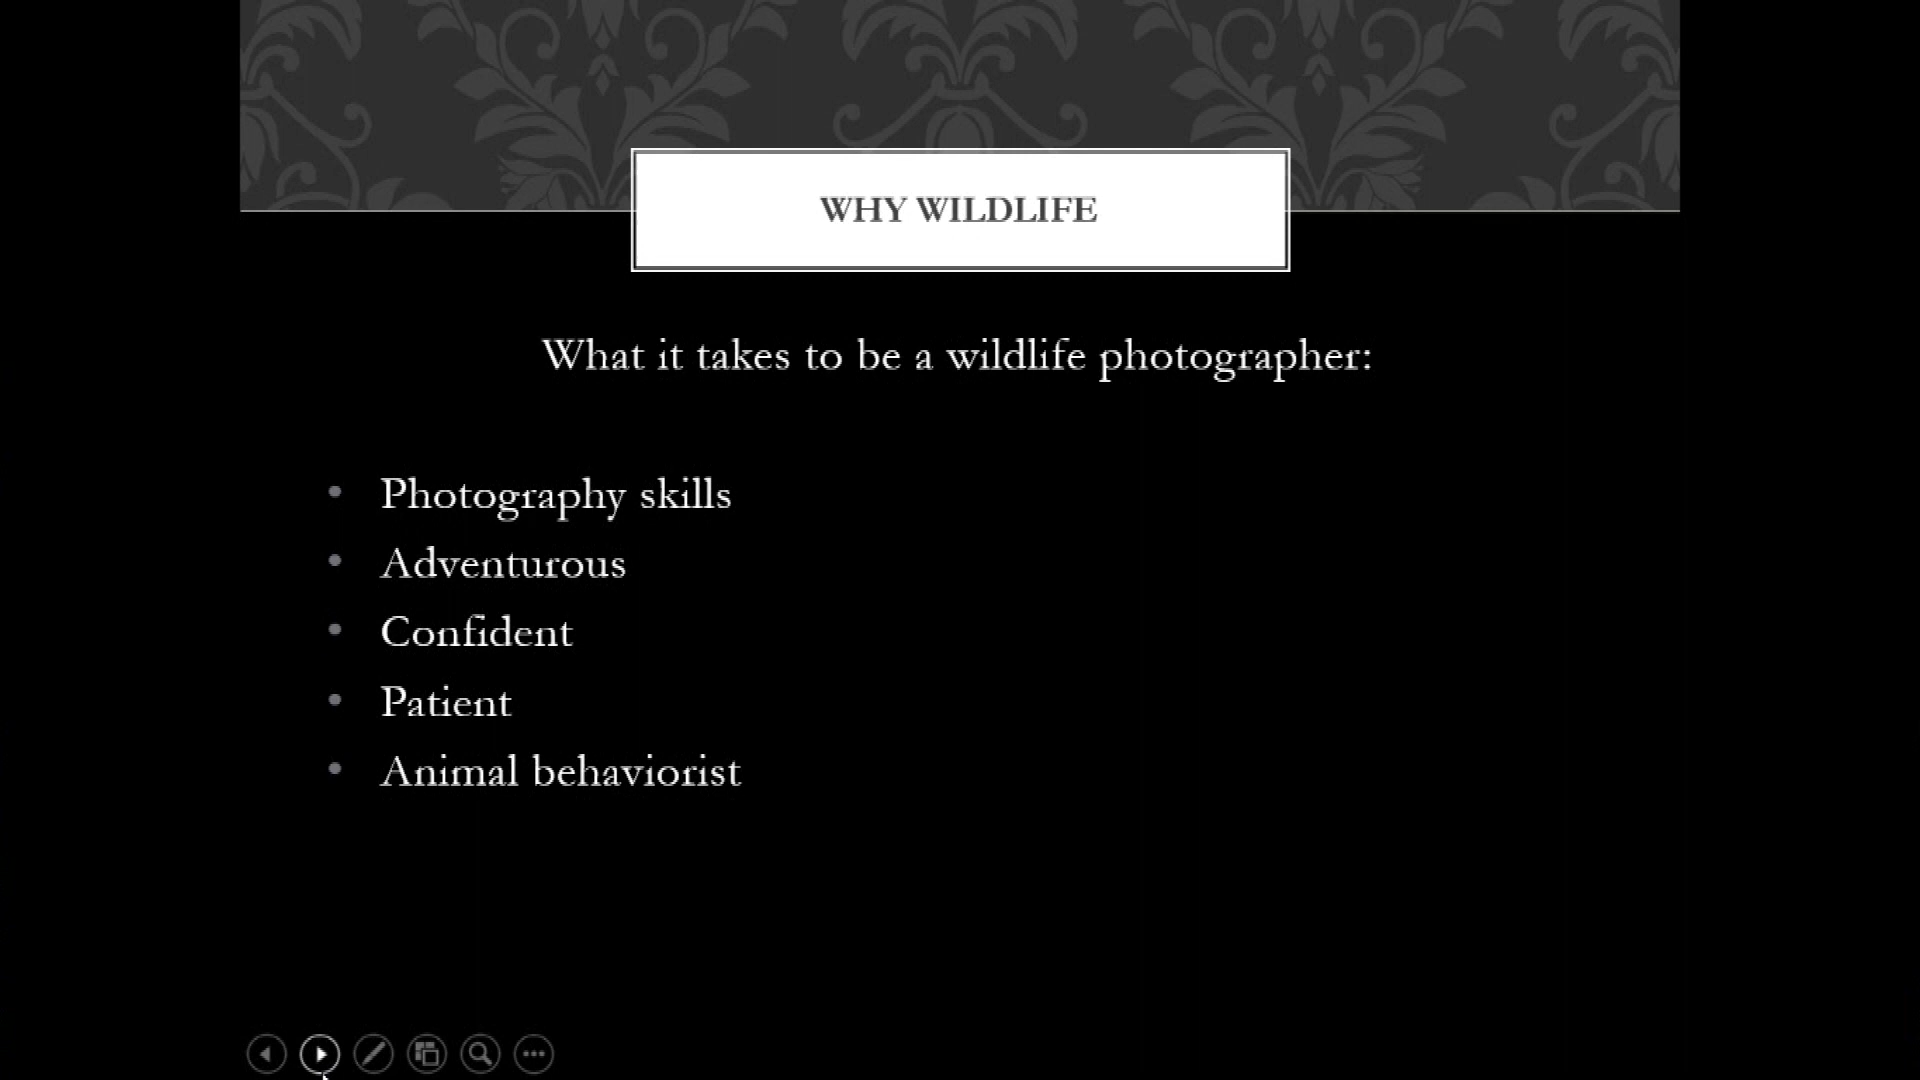 WHY WILDLIFE
What it takes to be a wildlife photographer:
Photography skills
Adventurous
Confident
Patient
Animal behaviorist